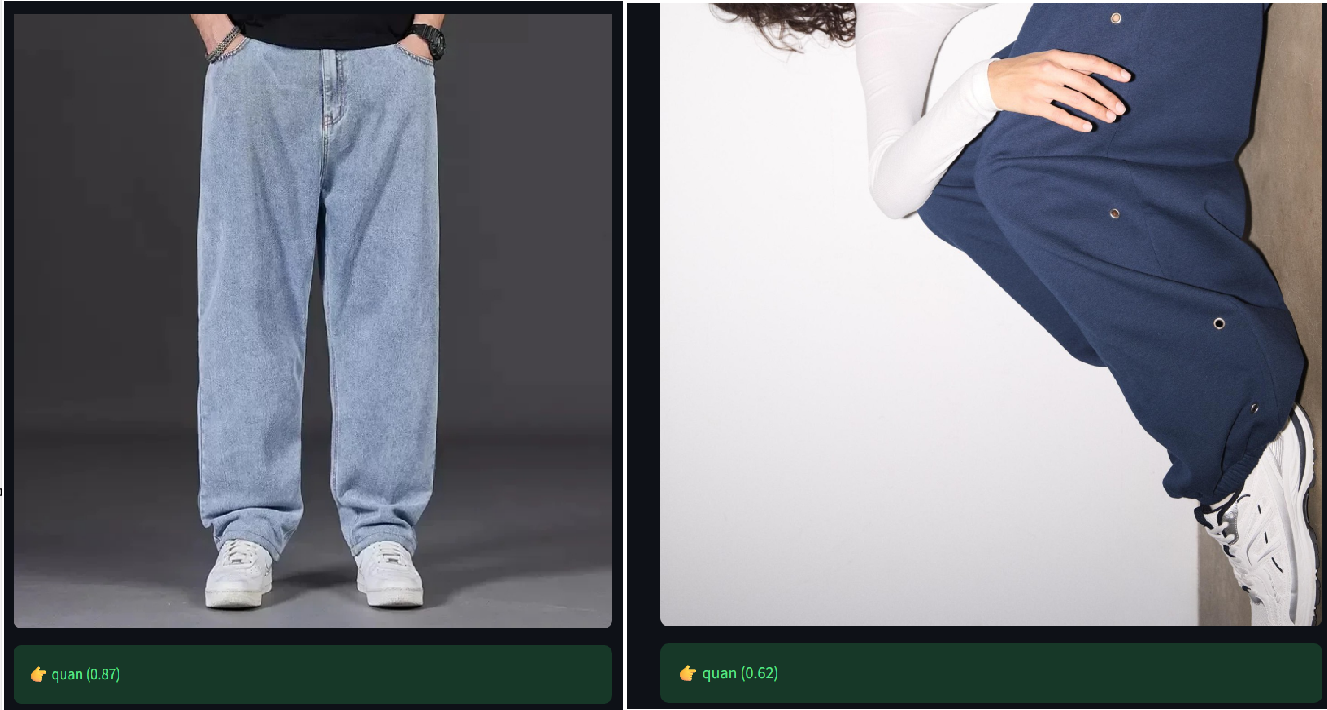 👉 quan (0.87)
👉 quan (0.62)